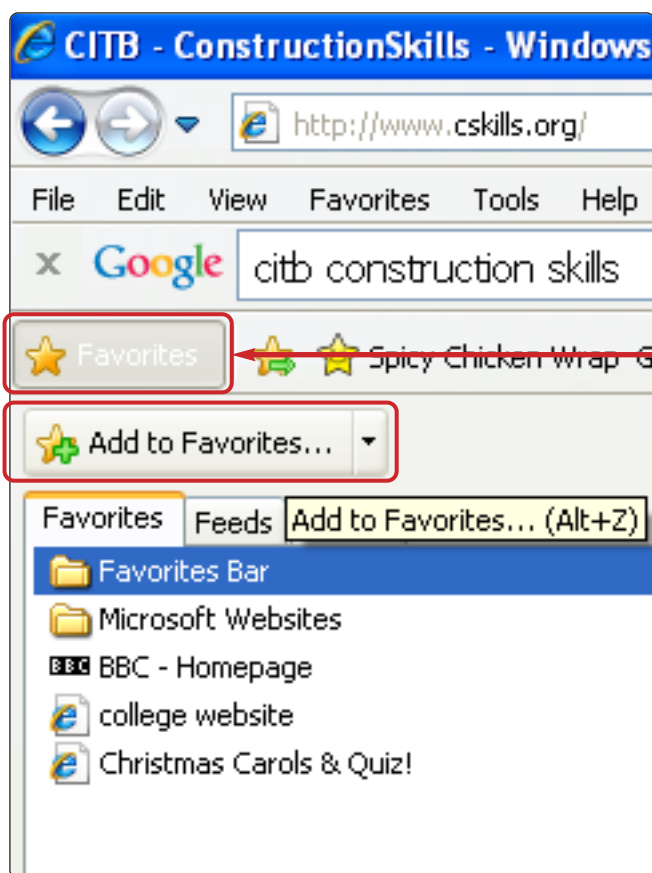 CITB - ConstructionSkills - Windows
http://www.cskills.org/
File Edit View Favorites Tools Help
x Google citb construction skills
Favorites Spicy Chicken Wrap G
Add to Favorites...
Favorites Feeds Add to Favorites... (Alt+Z)
Favorites Bar
Microsoft Websites
BBC BBC - Homepage
college website
Christmas Carols & Quiz!